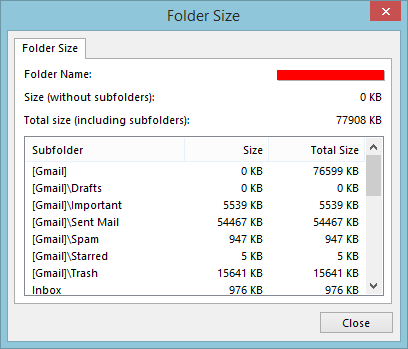 Folder Size
Folder Size
Folder Name:
Size (without subfolders): 0 KB
Total size (including subfolders): 77908 KB
Subfolder Size Total Size
[Gmail] 0 KB 76599 KB
[Gmail]\Drafts 0 KB 0 KB
[Gmail]\Important 5539 KB 5539 KB
[Gmail]\Sent Mail 54467 KB 54467 KB
[Gmail]\Spam 947 KB 947 KB
[Gmail]\Starred 5 KB 5 KB
[Gmail]\Trash 15641 KB 15641 KB
Inbox 976 KB 976 KB
Close